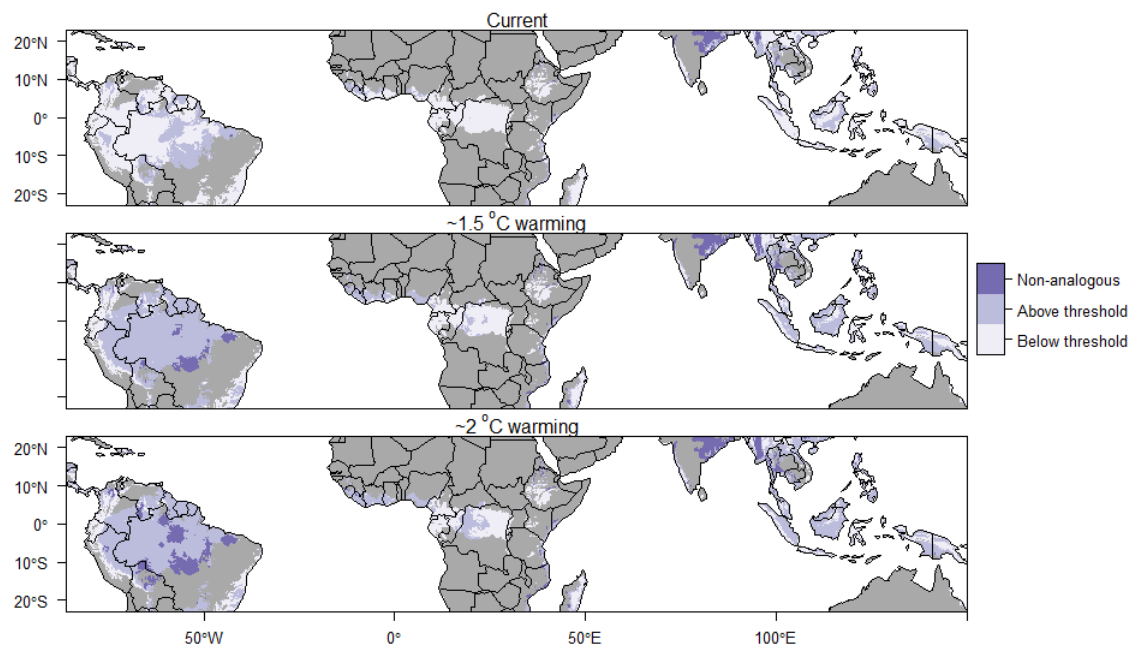 Current
20°N
10°N
0°
10°S
20°S
~1.5 °C warming
Non-analogous
Above threshold
Below threshold
~2 °C warming
20°N
10°N
0°
10°S
20°S
50°W
0°
50°E
100°E